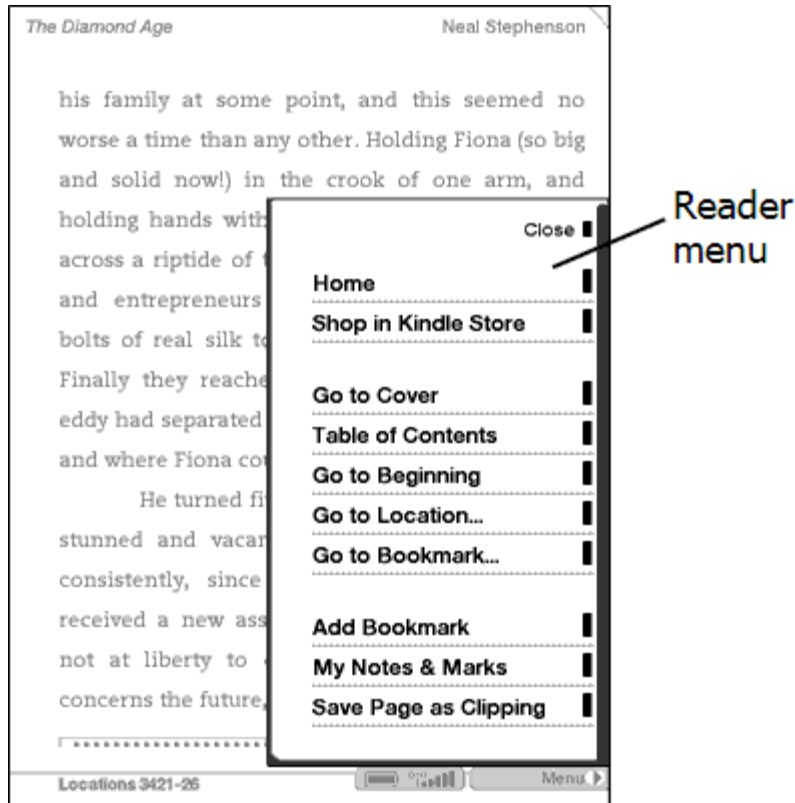 The Diamond Age Neal Stephenson
his family at some point, and this seemed no
worse a time than any other. Holding Fiona (so big
and solid now!) in the crook of one arm, and
holding hands with
across a riptide of
and entrepreneurs
bolts of real silk to
Finally they reache
eddy had separated
and where Fiona cou
He turned fi
stunned and vacan
consistently, since
received a new ass
not at liberty to
concerns the future,
Close
Home
Shop in Kindle Store
Go to Cover
Table of Contents
Go to Beginning
Go to Location...
Go to Bookmark...
Add Bookmark
My Notes & Marks
Save Page as Clipping
Locations 3421-26 Menu
Reader
menu